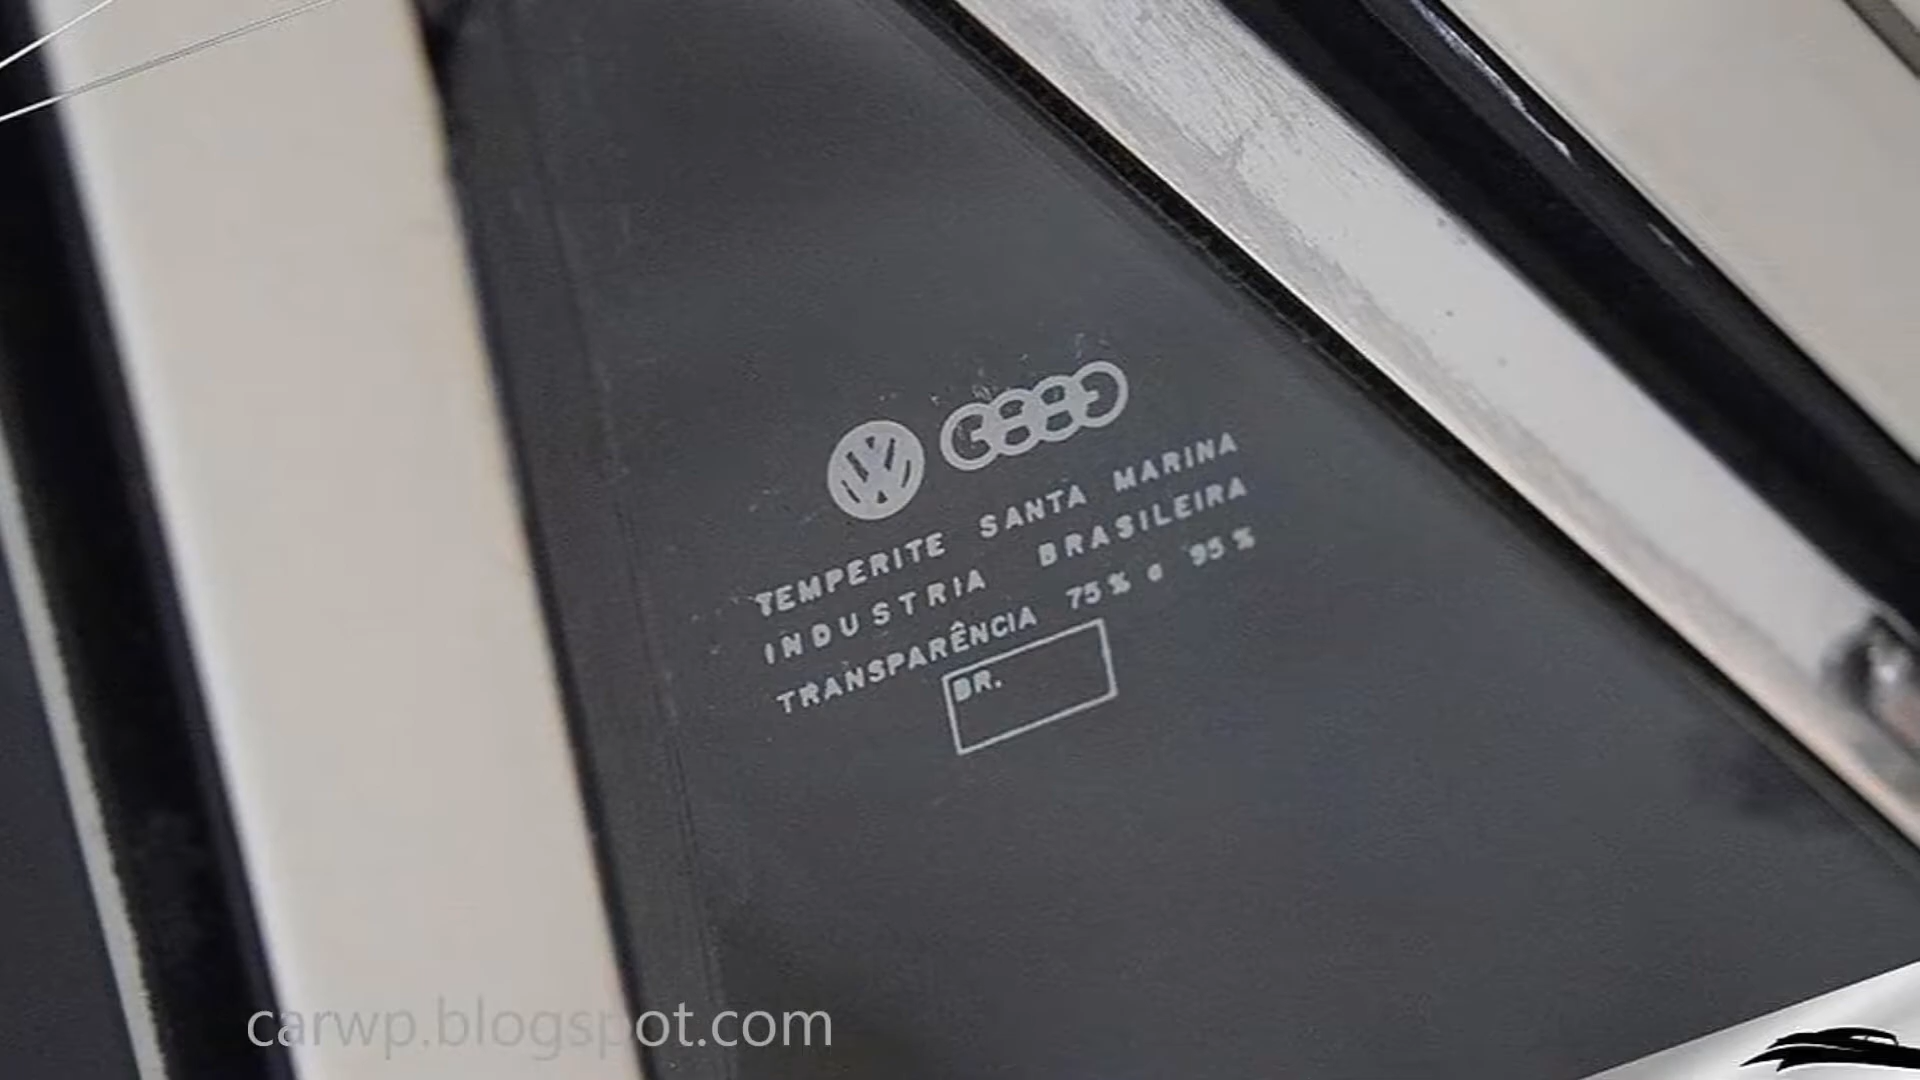 TEMPERITE SANTA MARINA
INDUSTRIA BRASILEIRA
TRANSPARÊNCIA 75% a 95%
BR.
carwp.blogspot.com